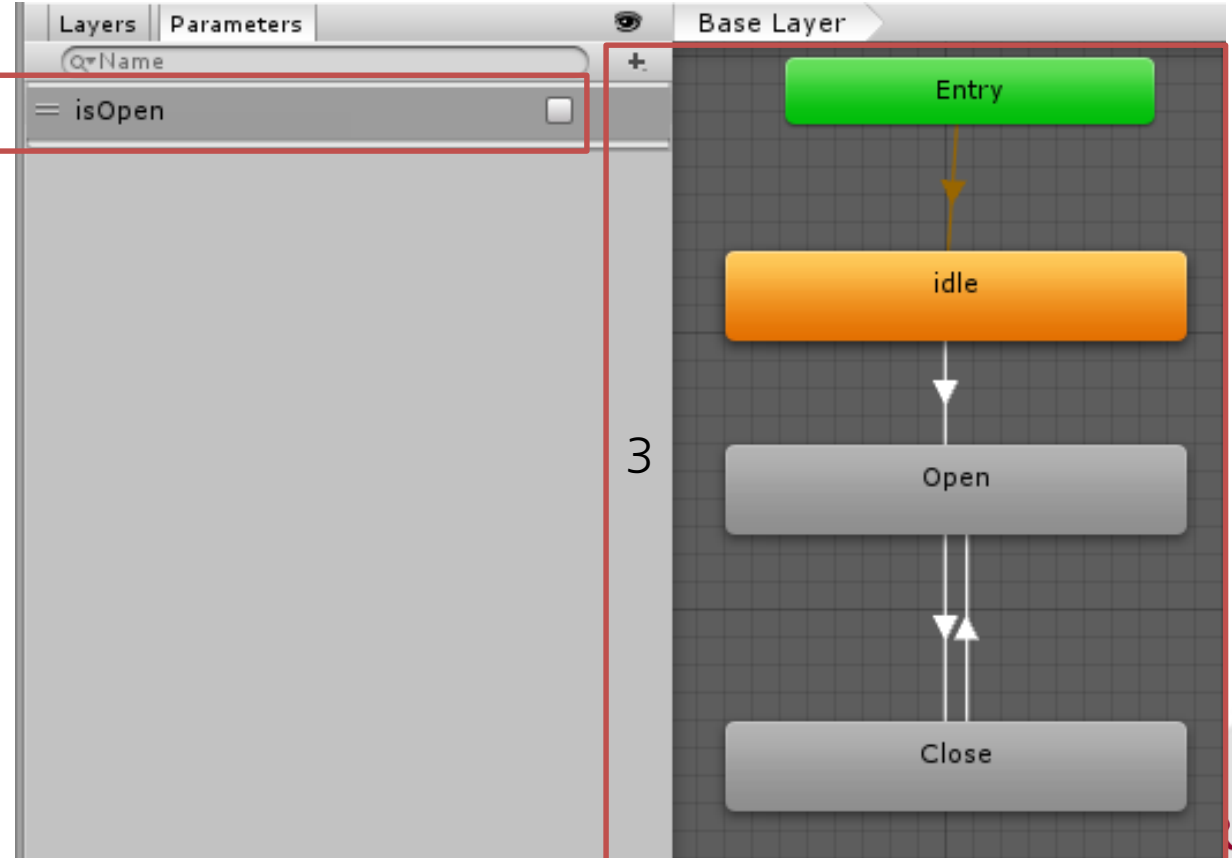 Layers Parameters
Base Layer
Name
isOpen
Entry
idle
3
Open
Close